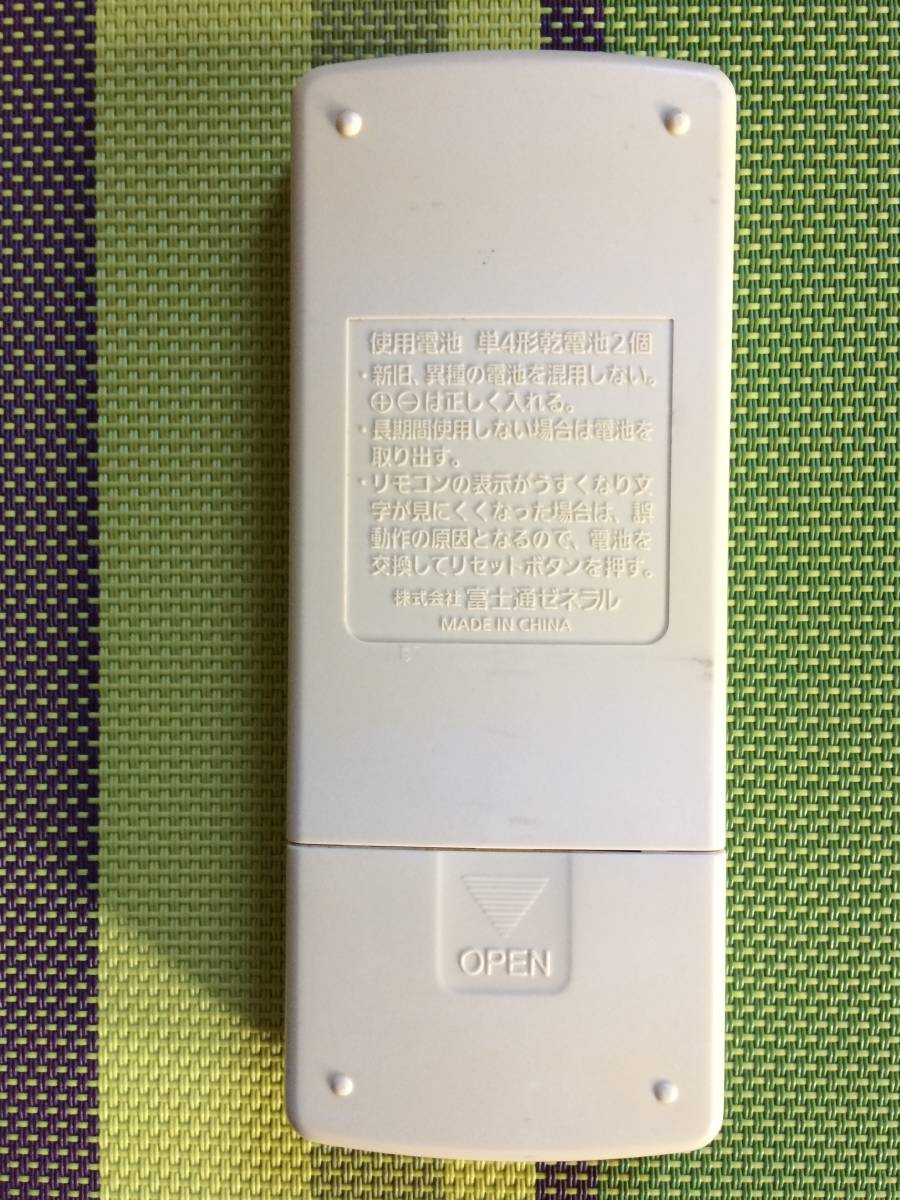 使用電池 単4形乾電池2個
・新旧、異種の電池を混用しない。
⊕⊖は正しく入れる。
・長期間使用しない場合は電池を
取り出す。
・リモコンの表示がうすくなり文
字が見にくくなった場合は、誤
動作の原因となるので、電池を
交換してリセットボタンを押す。
株式会社 富士通ゼネラル
MADE IN CHINA
OPEN